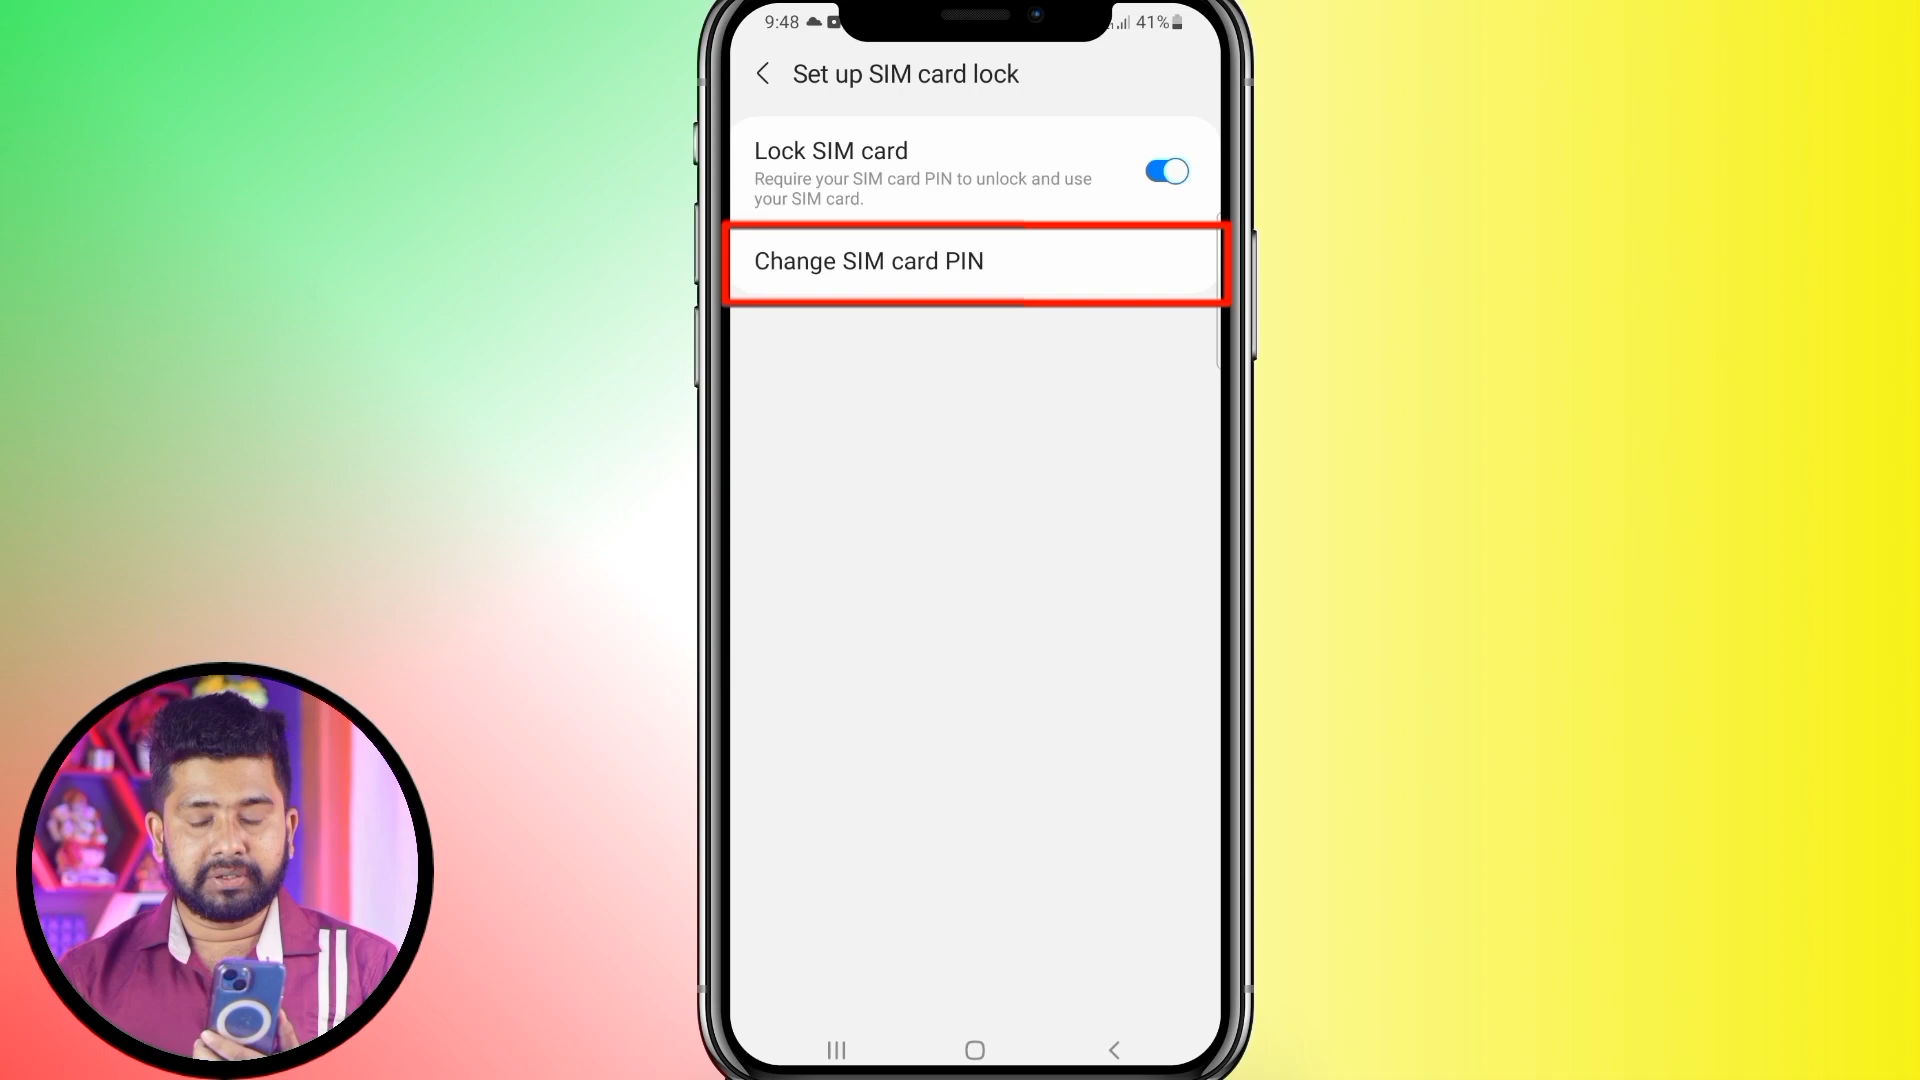 9:48
41%
Set up SIM card lock
Lock SIM card
Require your SIM card PIN to unlock and use
your SIM card.
Change SIM card PIN